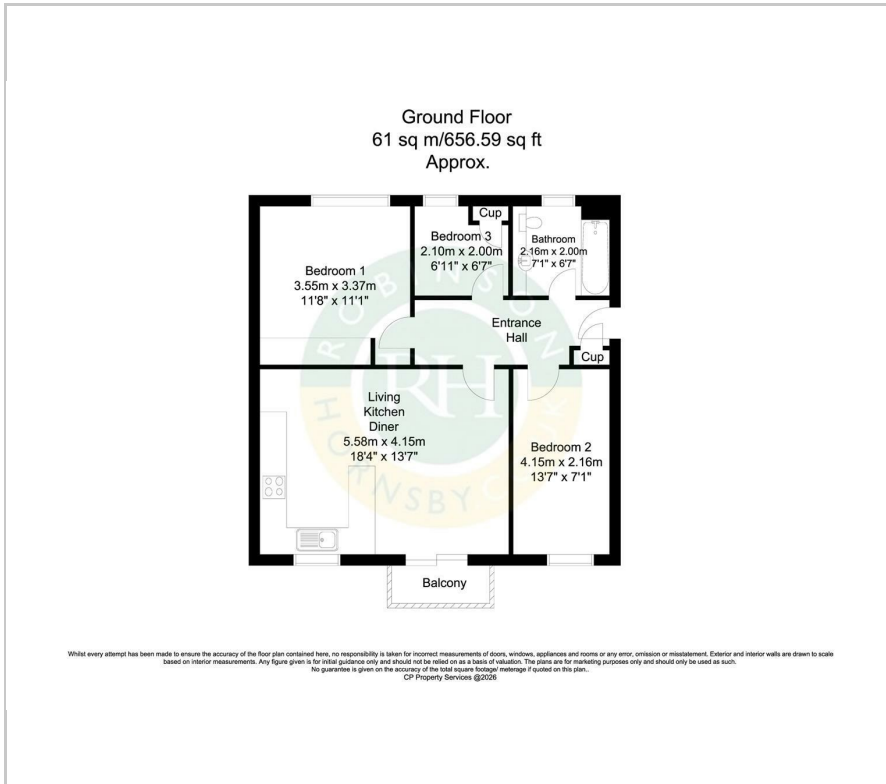 Ground Floor
61 sq m/656.59 sq ft
Approx.
Cup
Bedroom 3
2.10m x 2.00m
6'11" x 6'7"
Bathroom
2.16m x 2.00m
7'1" x 6'7"
Bedroom 1
3.55m x 3.37m
11'8" x 11'1"
Entrance
Hall
Cup
Living
Kitchen
Diner
5.58m x 4.15m
18'4" x 13'7"
Bedroom 2
4.15m x 2.16m
13'7" x 7'1"
Balcony
ROBINSON
RH
HORNSBY
UK
Whilst every attempt has been made to ensure the accuracy of the floor plan contained here, no responsibility is taken for incorrect measurements of doors, windows, appliances and rooms or any error, omission or misstatement. Exterior and interior walls are drawn to scale
based on interior measurements. Any figure given is for initial guidance only and should not be relied on as a basis of valuation. The plans are for marketing purposes only and should only be used as such.
No guarantee is given on the accuracy of the total square footage/ meterage if quoted on this plan..
CP Property Services @2026